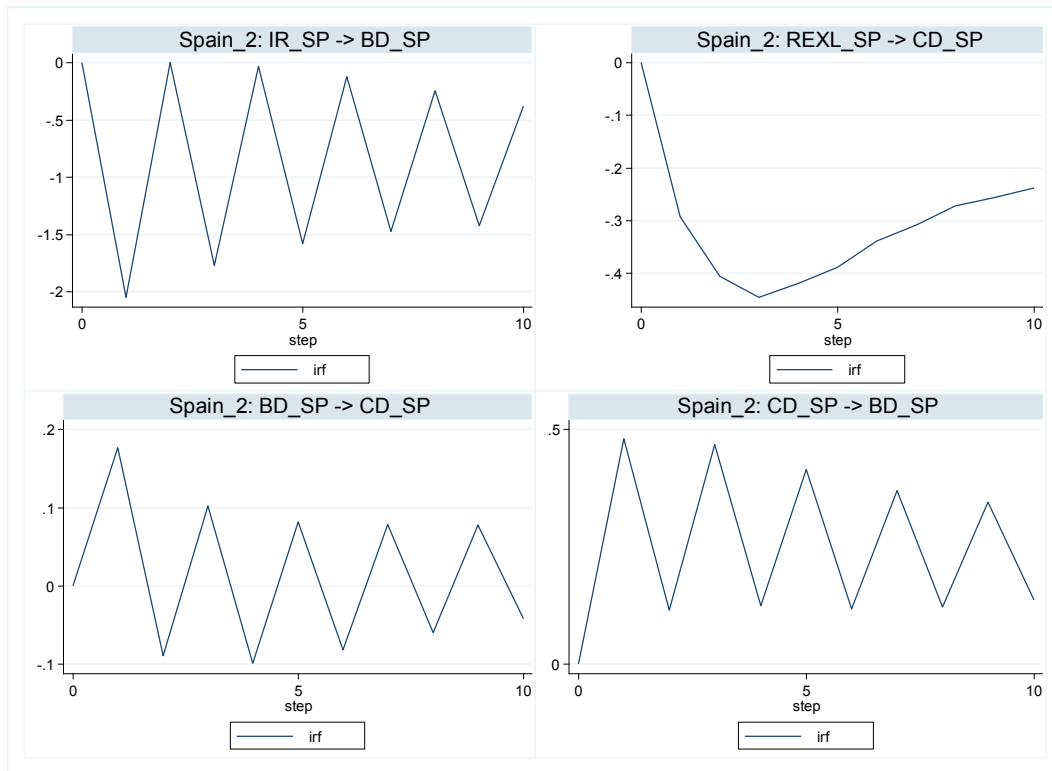 Spain_2: IR_SP -> BD_SP
0
-.5
-1
-1.5
-2
0 5 10
step
irf
Spain_2: REXL_SP -> CD_SP
0
-.1
-.2
-.3
-.4
0 5 10
step
irf
Spain_2: BD_SP -> CD_SP
.2
.1
0
-.1
0 5 10
step
irf
Spain_2: CD_SP -> BD_SP
.5
0
0 5 10
step
irf